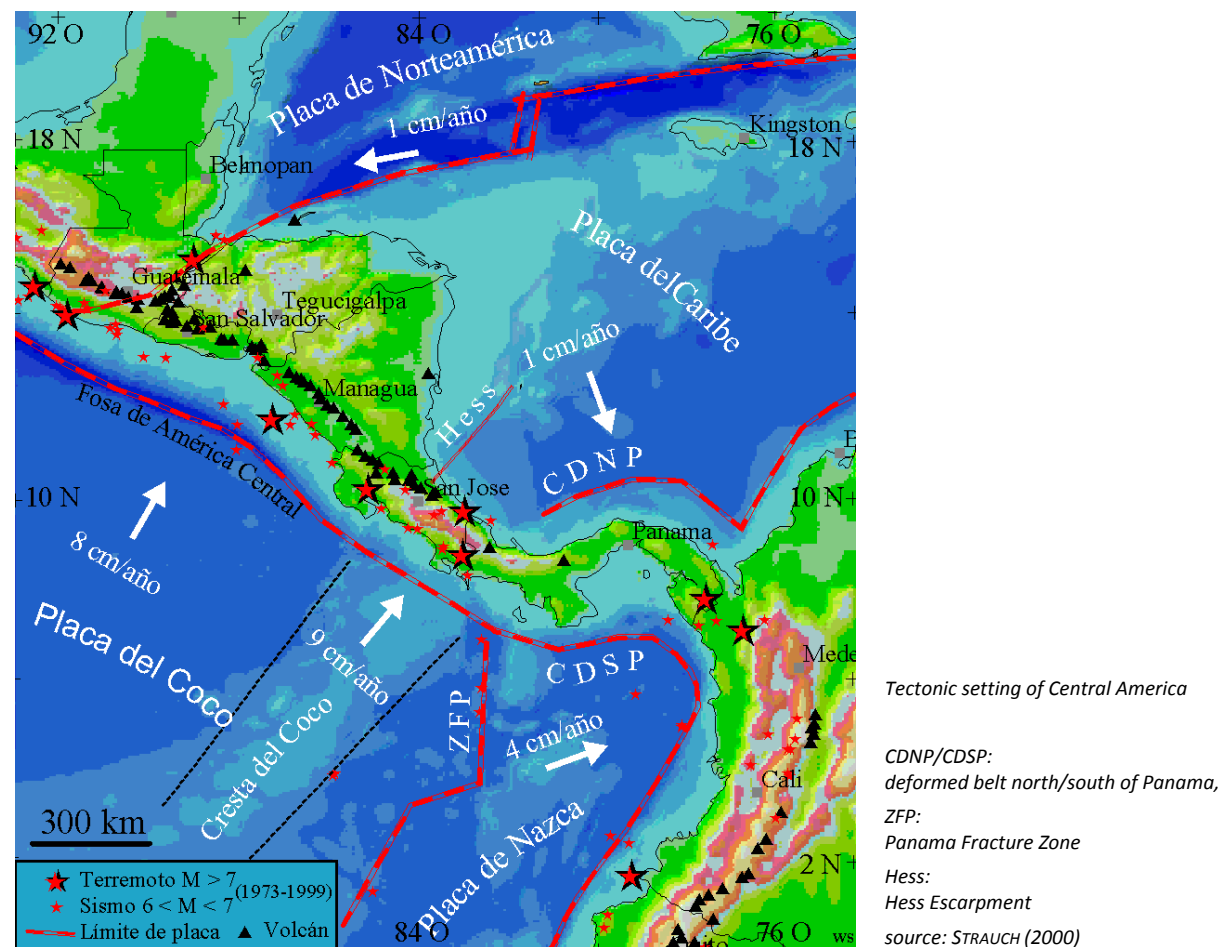 92 O
84 O
76 O
Placa de Norteamérica
1 cm/año
18 N
Kingston
18 N
Belmopan
Placa del Caribe
Guatemala
Tegucigalpa
San Salvador
1 cm/año
Managua
Hess
Fosa de América Central
CDNP
10 N
San Jose
10 N
Panama
8 cm/año
Placa del Coco
9 cm/año
CDSP
Mede
ZFP
4 cm/año
Cresta del Coco
Cali
300 km
Placa de Nazca
2 N
Terremoto M > 7 (1973-1999)
Sismo 6 < M < 7
Límite de placa
Volcán
84 O
76 O
ws
Tectonic setting of Central America
CDNP/CDSP:
deformed belt north/south of Panama,
ZFP:
Panama Fracture Zone
Hess:
Hess Escarpment
source: STRAUCH (2000)